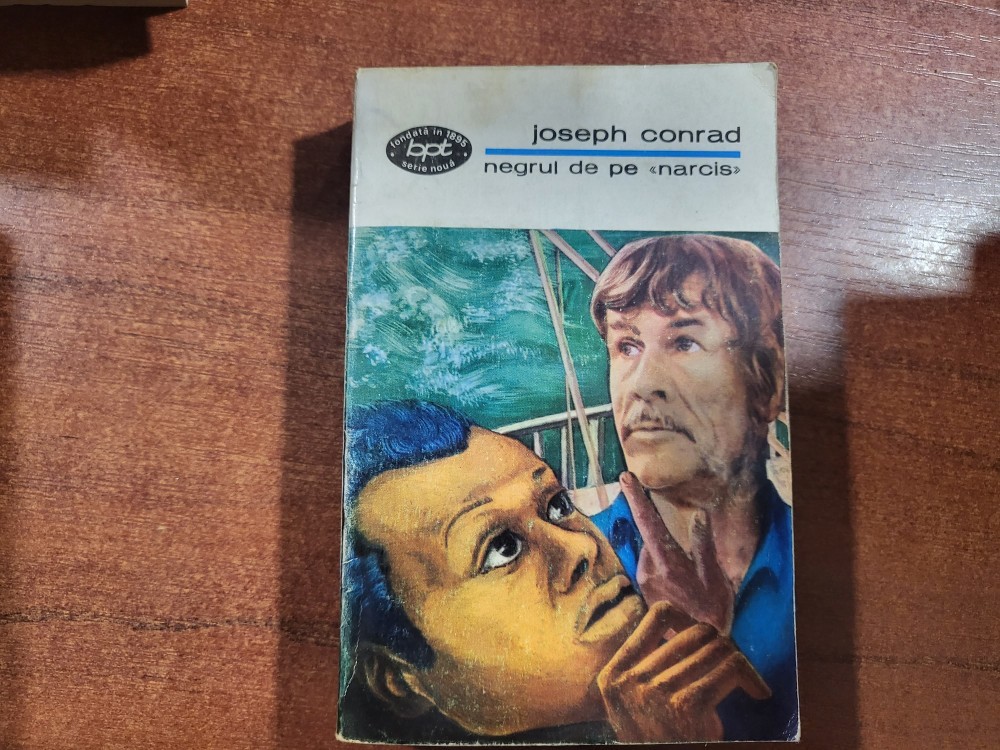 joseph conrad
negrul de pe «narcis»
fondată în 1895
bpt
serie nouă